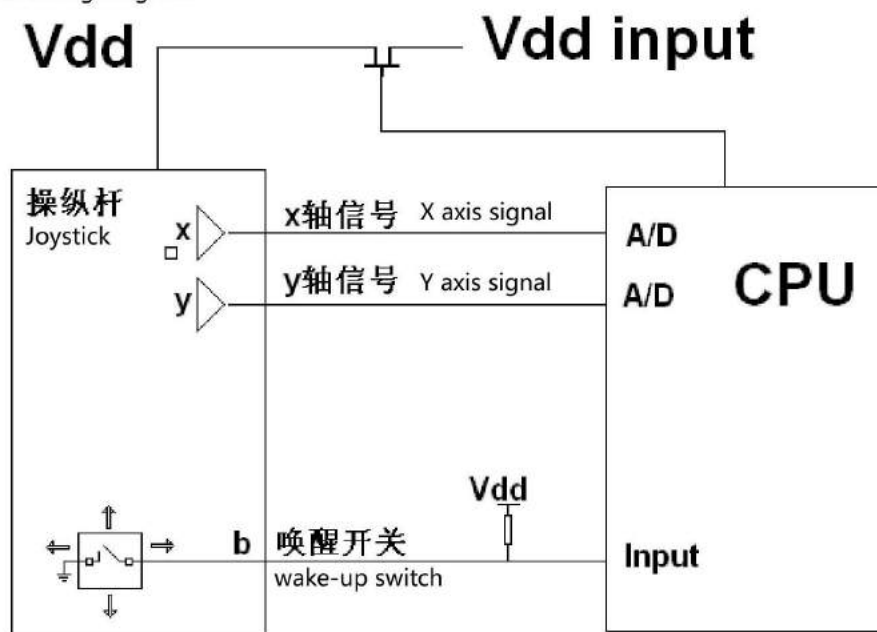 Vdd
Vdd input
操纵杆
Joystick
x
x轴信号 X axis signal
A/D
y
y轴信号 Y axis signal
A/D
CPU
Vdd
b
唤醒开关
wake-up switch
Input